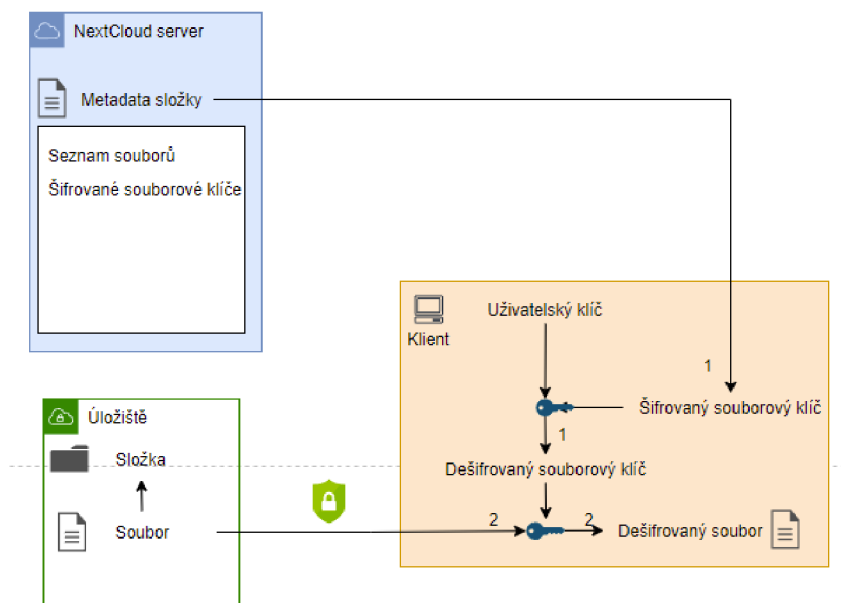 NextCloud server
Metadata složky
Seznam souborů
Šifrované souborové klíče
Uživatelský klíč
Klient
1
Šifrovaný souborový klíč
1
Úložiště
Složka
Dešifrovaný souborový klíč
Soubor
2
2
Dešifrovaný soubor